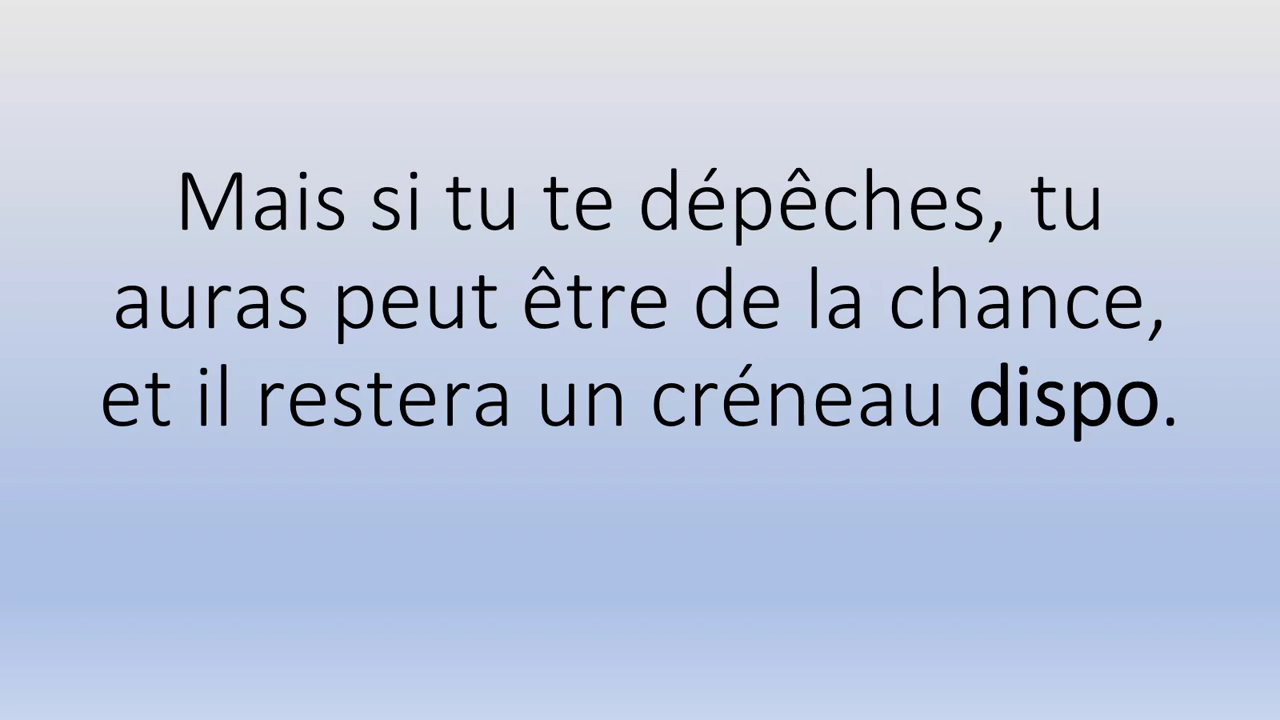 Mais si tu te dépêches, tu
auras peut être de la chance,
et il restera un créneau dispo.